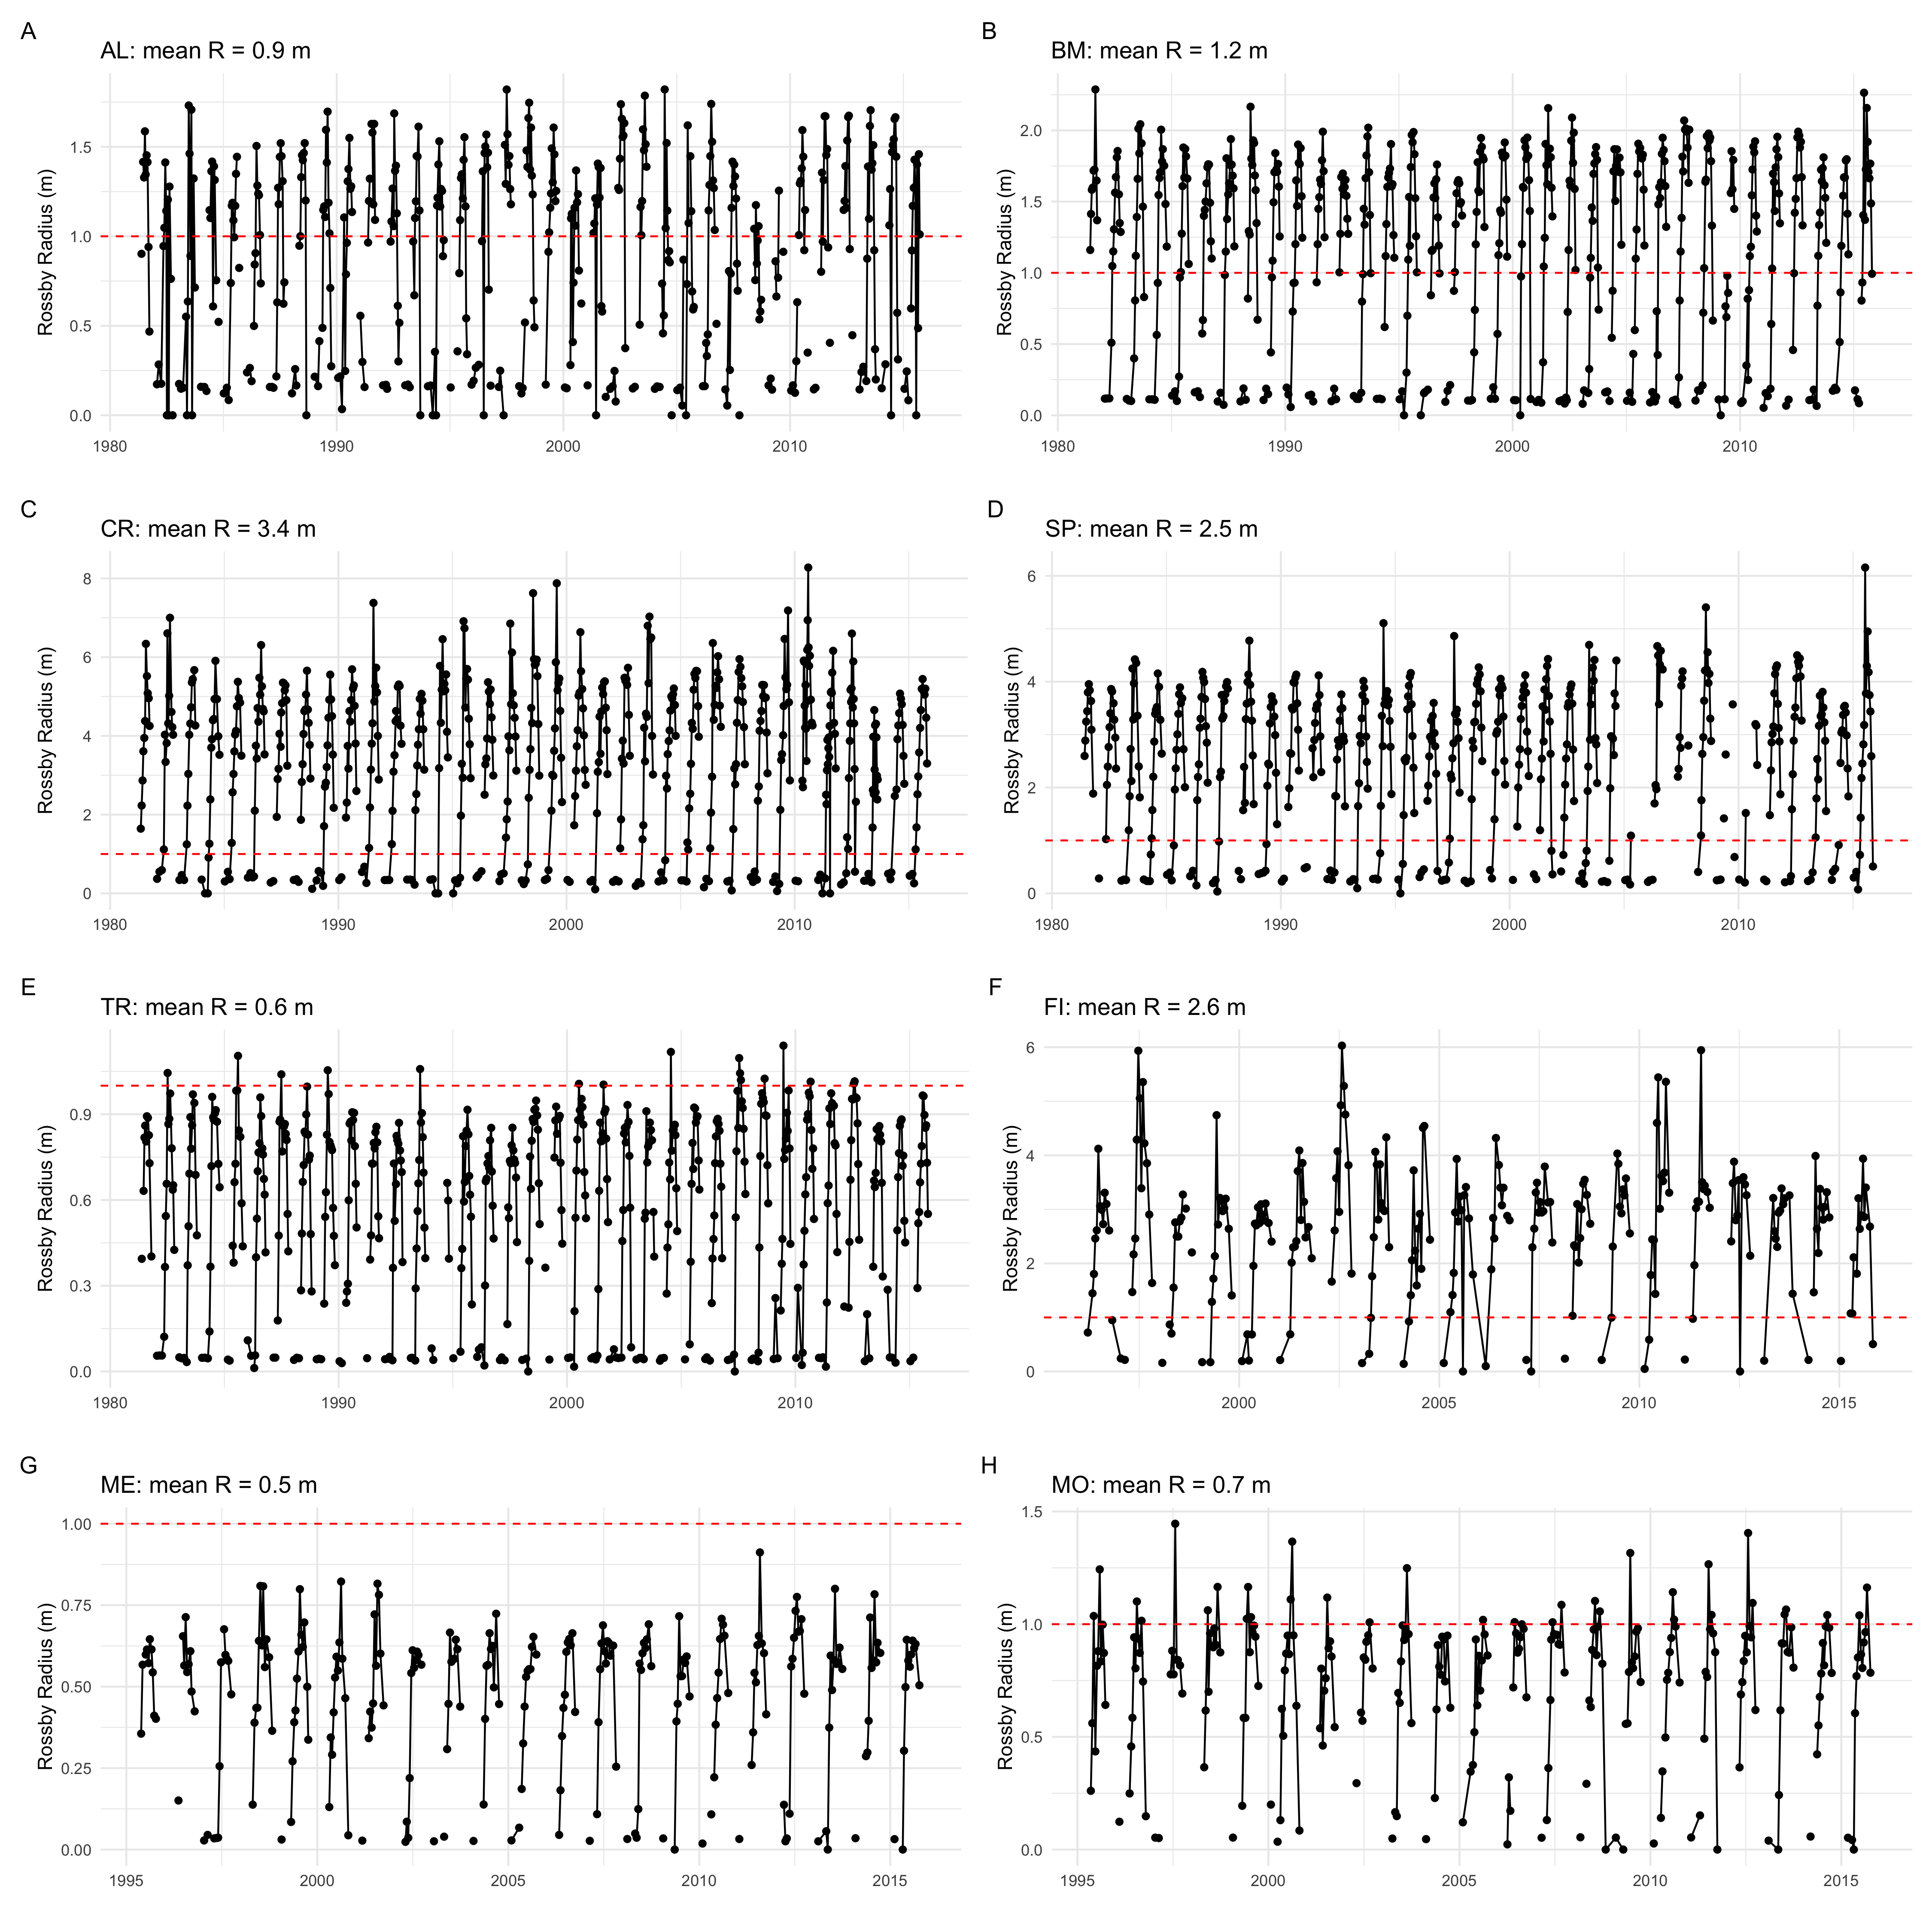 A
AL: mean R = 0.9 m
Rossby Radius (m)
1.5
1.0
0.5
0.0
1980 1990 2000 2010
B
BM: mean R = 1.2 m
Rossby Radius (m)
2.0
1.5
1.0
0.5
0.0
1980 1990 2000 2010
C
CR: mean R = 3.4 m
Rossby Radius (m)
8
6
4
2
0
1980 1990 2000 2010
D
SP: mean R = 2.5 m
Rossby Radius (m)
6
4
2
0
1980 1990 2000 2010
E
TR: mean R = 0.6 m
Rossby Radius (m)
0.9
0.6
0.3
0.0
1980 1990 2000 2010
F
FI: mean R = 2.6 m
Rossby Radius (m)
6
4
2
0
2000 2005 2010 2015
G
ME: mean R = 0.5 m
Rossby Radius (m)
1.00
0.75
0.50
0.25
0.00
1995 2000 2005 2010 2015
H
MO: mean R = 0.7 m
Rossby Radius (m)
1.5
1.0
0.5
0.0
1995 2000 2005 2010 2015